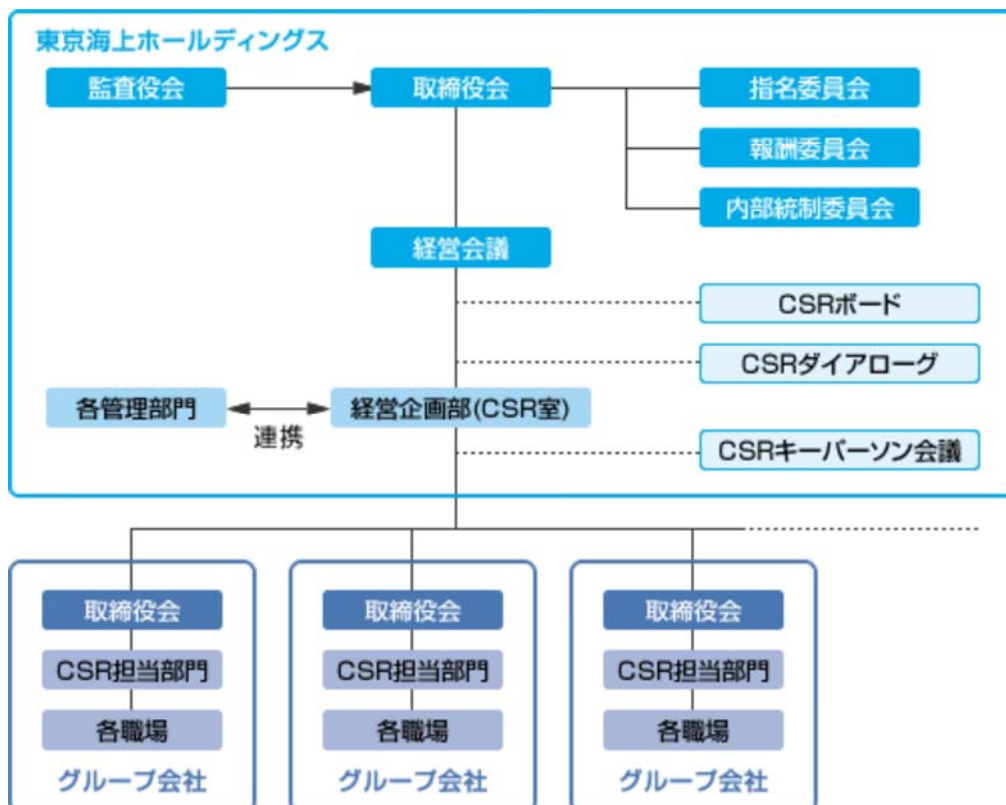 東京海上ホールディングス
監査役会
取締役会
指名委員会
報酬委員会
内部統制委員会
経営会議
CSRボード
CSRダイアローグ
各管理部門
連携
経営企画部(CSR室)
CSRキーパーソン会議
取締役会
CSR担当部門
各職場
グループ会社
取締役会
CSR担当部門
各職場
グループ会社
取締役会
CSR担当部門
各職場
グループ会社